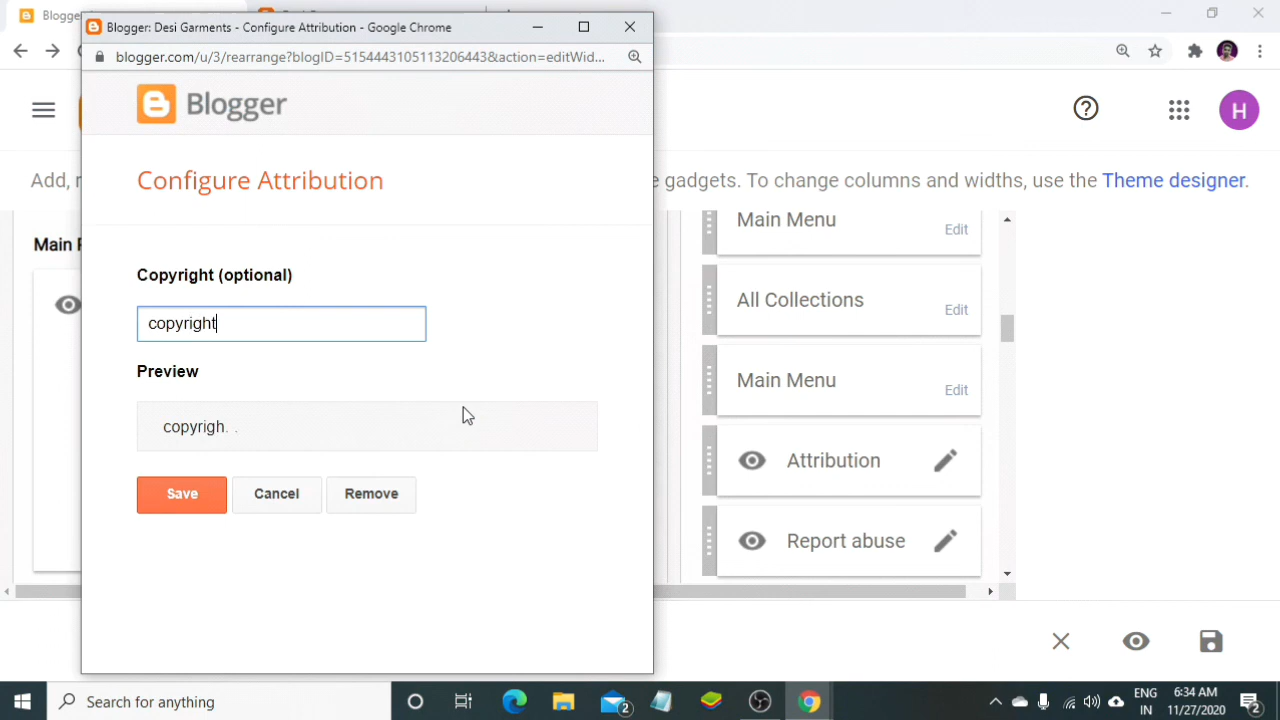 Blogg
Blogger: Desi Garments - Configure Attribution - Google Chrome
blogger.com/u/3/rearrange?blogID=5154443105113206443&action=editWid...
Blogger
H
Configure Attribution
Add, r
e gadgets. To change columns and widths, use the Theme designer.
Main Menu
Edit
Main P
Copyright (optional)
All Collections
Edit
copyright
Preview
Main Menu
Edit
copyrigh. .
Attribution
Save Cancel Remove
Report abuse
Search for anything
2
ENG
IN
6:34 AM
11/27/2020
2